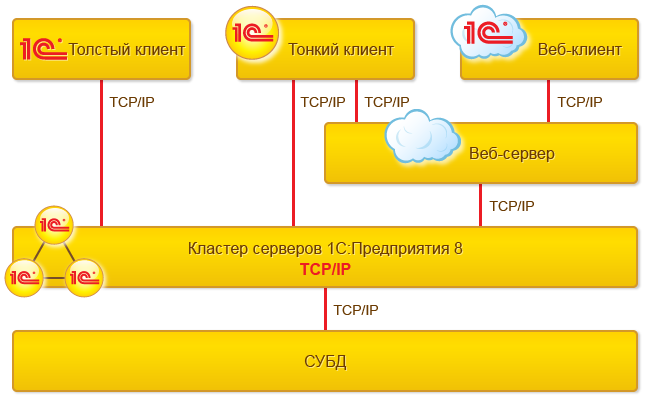 1С Толстый клиент
1С Тонкий клиент
1С Веб-клиент
TCP/IP
TCP/IP
TCP/IP
TCP/IP
Веб-сервер
TCP/IP
1С
Кластер серверов 1С:Предприятия 8
TCP/IP
1С 1С
TCP/IP
СУБД